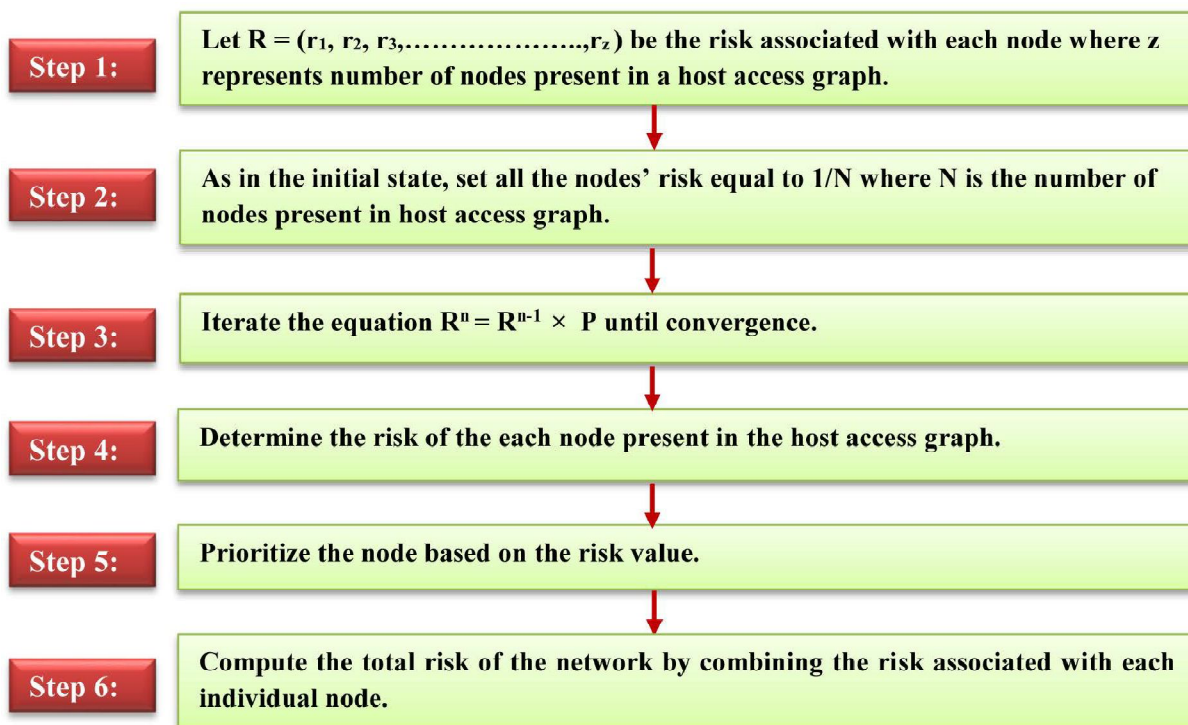 Step 1:
Let R = (r₁, r₂, r₃,………………..,r_z) be the risk associated with each node where z
represents number of nodes present in a host access graph.
Step 2:
As in the initial state, set all the nodes’ risk equal to 1/N where N is the number of
nodes present in host access graph.
Step 3:
Iterate the equation Rⁿ = Rⁿ⁻¹ × P until convergence.
Step 4:
Determine the risk of the each node present in the host access graph.
Step 5:
Prioritize the node based on the risk value.
Step 6:
Compute the total risk of the network by combining the risk associated with each
individual node.